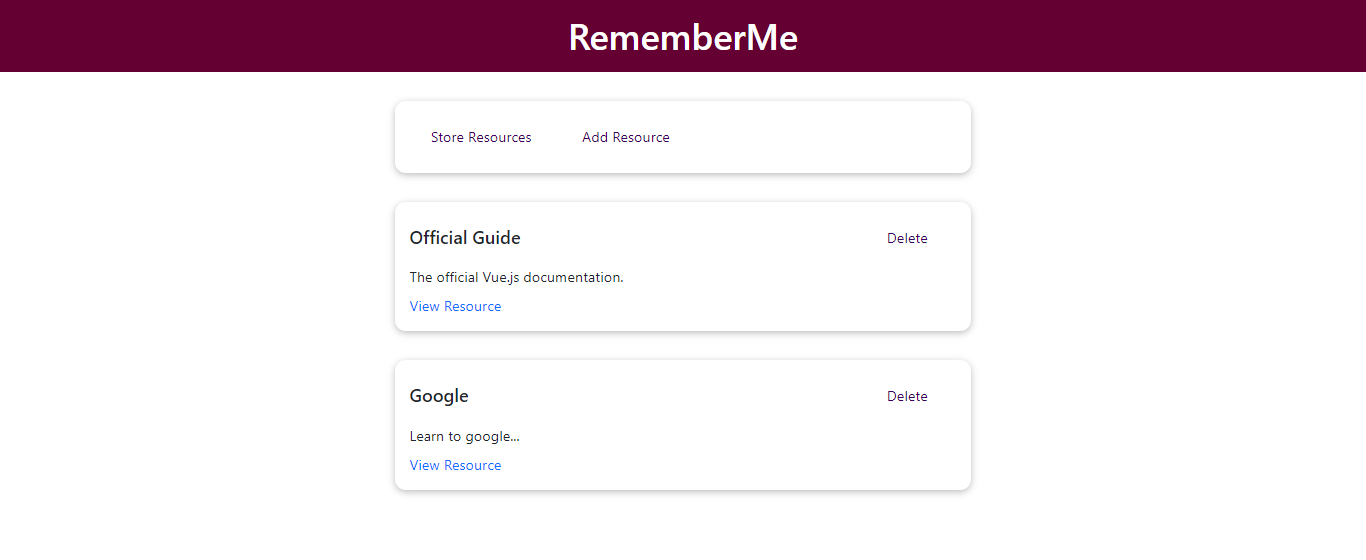 RememberMe
Store Resources Add Resource
Official Guide Delete
The official Vue.js documentation.
View Resource
Google Delete
Learn to google...
View Resource